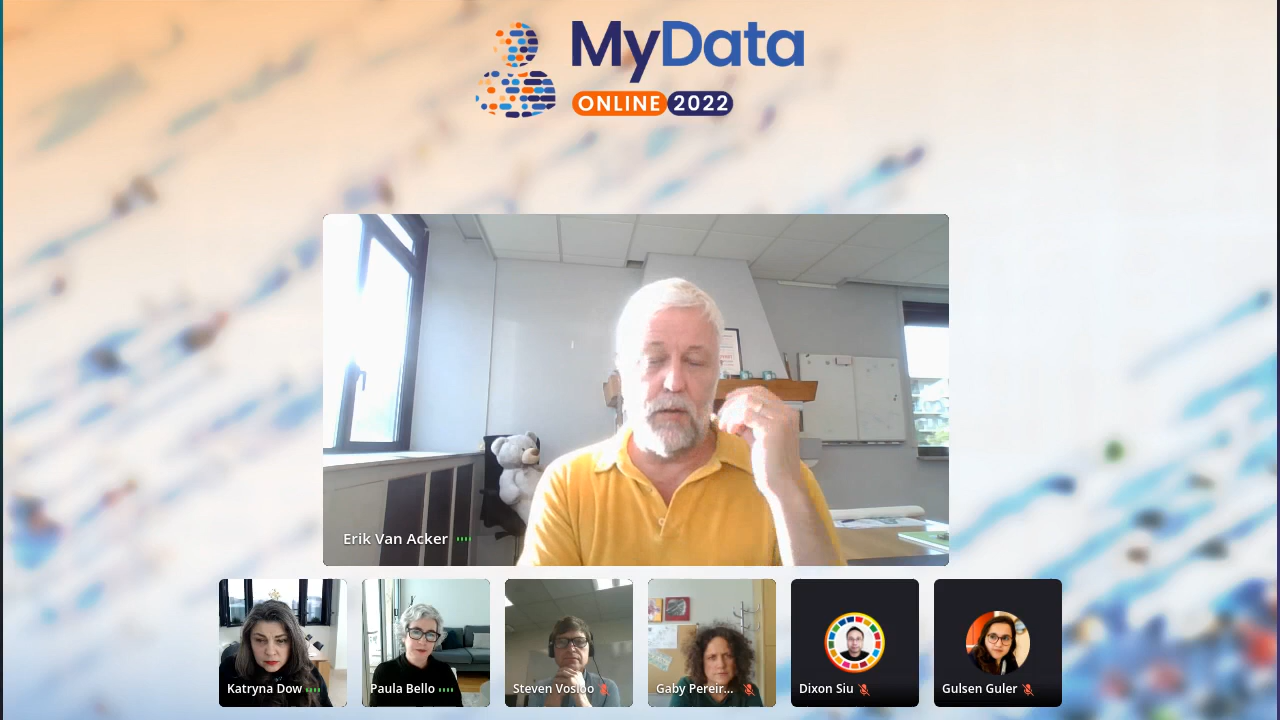 MyData
ONLINE 2022
Erik Van Acker
Katryna Dow
Paula Bello
Steven Vosloo
Gaby Pereir...
Dixon Siu
Gulsen Guler